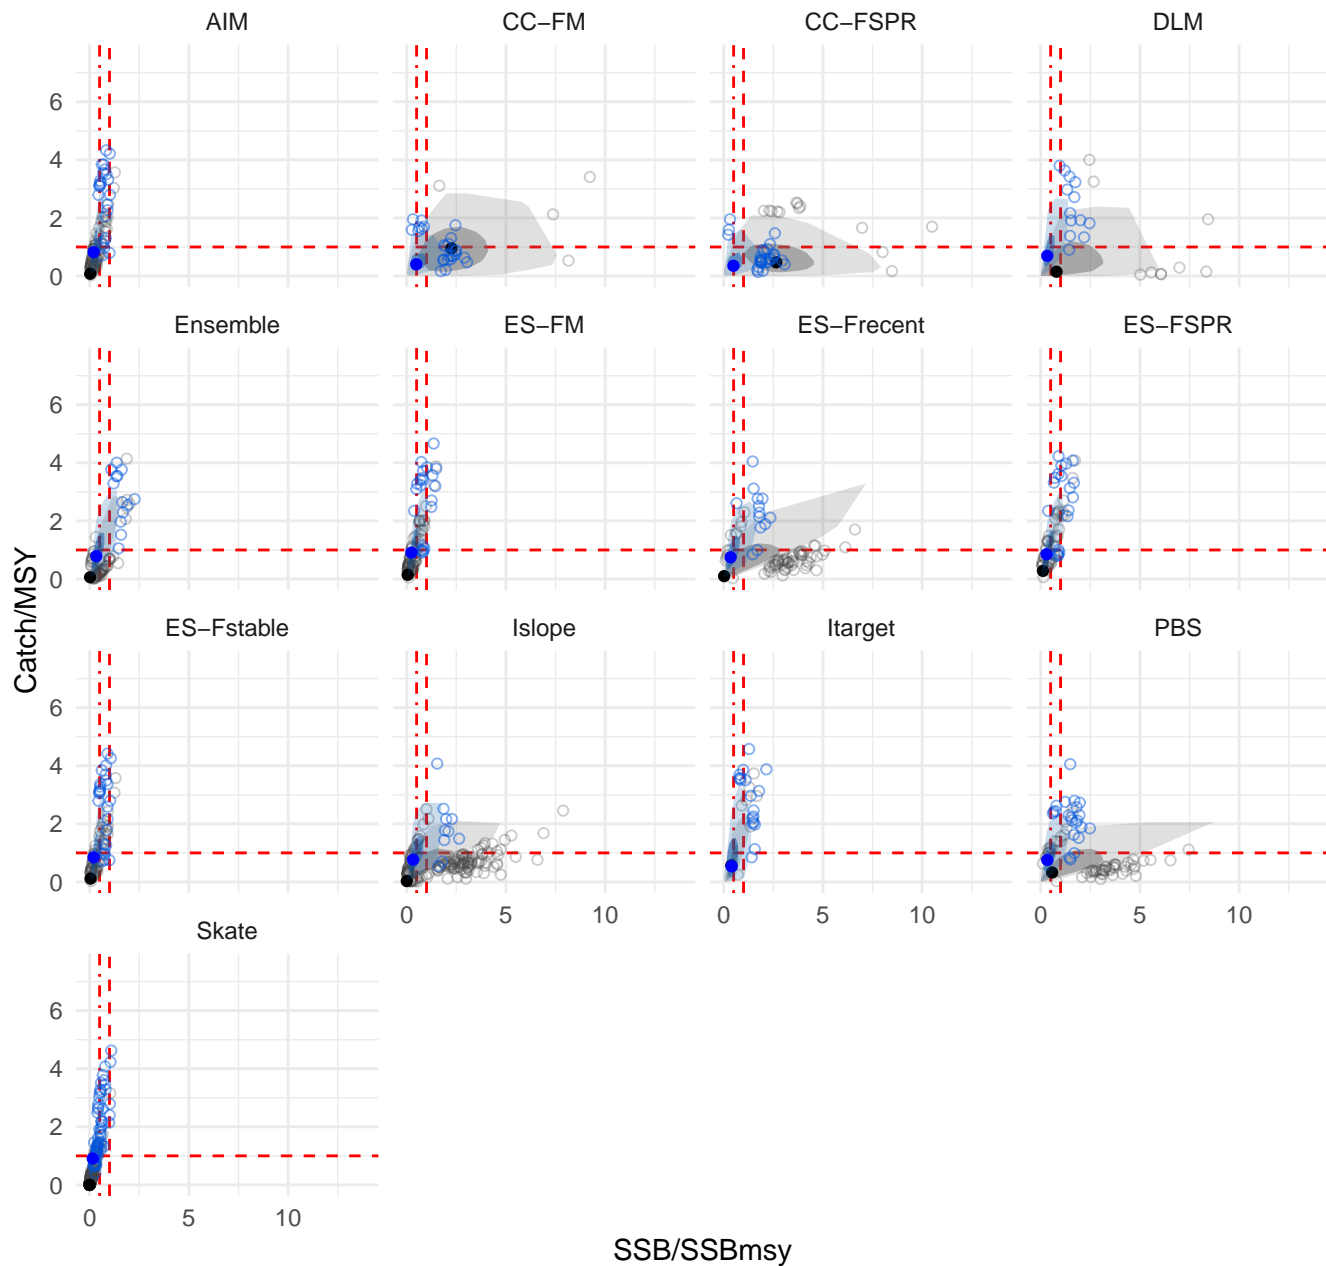 AIM CC−FM CC−FSPR DLM
6
4
2
0
Ensemble ES−FM ES−Frecent ES−FSPR
6
4
2
0
ES−Fstable Islope Itarget PBS
6
4
2
0
0 5 10 0 5 10 0 5 10
Skate
6
4
2
0
0 5 10
Catch/MSY
SSB/SSBmsy